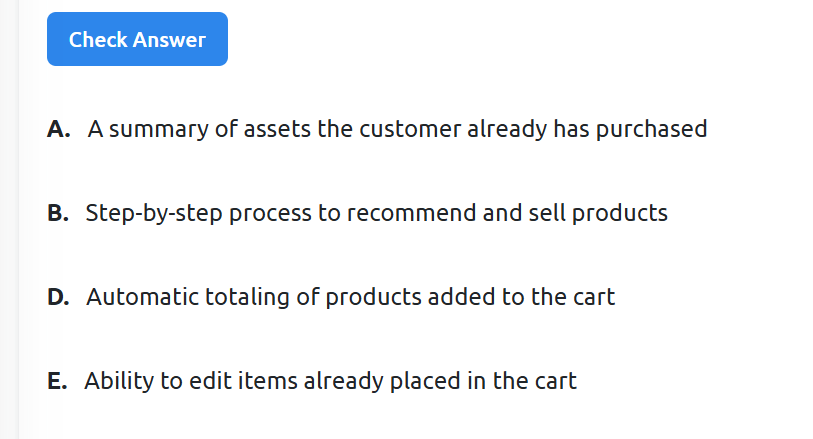 Check Answer
A. A summary of assets the customer already has purchased
B. Step-by-step process to recommend and sell products
D. Automatic totaling of products added to the cart
E. Ability to edit items already placed in the cart